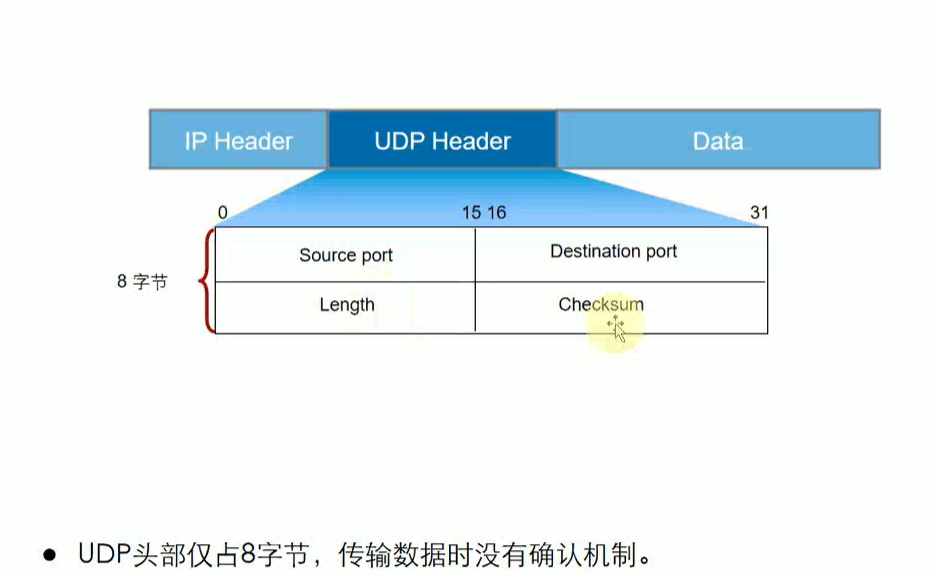 IP Header UDP Header Data
0 15 16 31
Source port Destination port
8 字节
Length Checksum
● UDP头部仅占8字节，传输数据时没有确认机制。